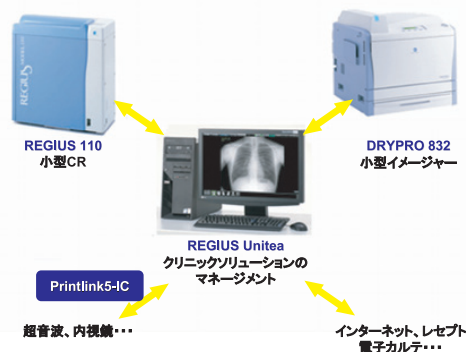 REGIUS
REGIUS 110
小型CR
DRYPRO 832
小型イメージャー
REGIUS Unitea
クリニックソリューションの
マネージメント
Printlink5-IC
超音波、内視鏡・・・
インターネット、レセプト
電子カルテ・・・